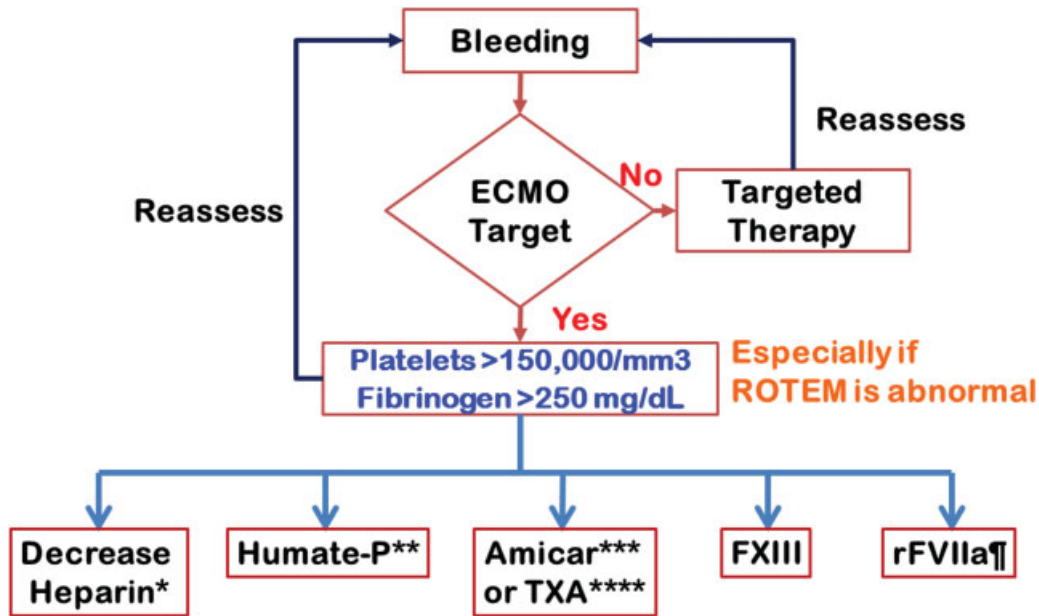 Bleeding
Reassess
No
ECMO
Target
Targeted
Therapy
Reassess
Yes
Platelets >150,000/mm3
Fibrinogen >250 mg/dL
Especially if
ROTEM is abnormal
Decrease
Heparin*
Humate-P**
Amicar***
or TXA****
FXIII
rFVIIa¶